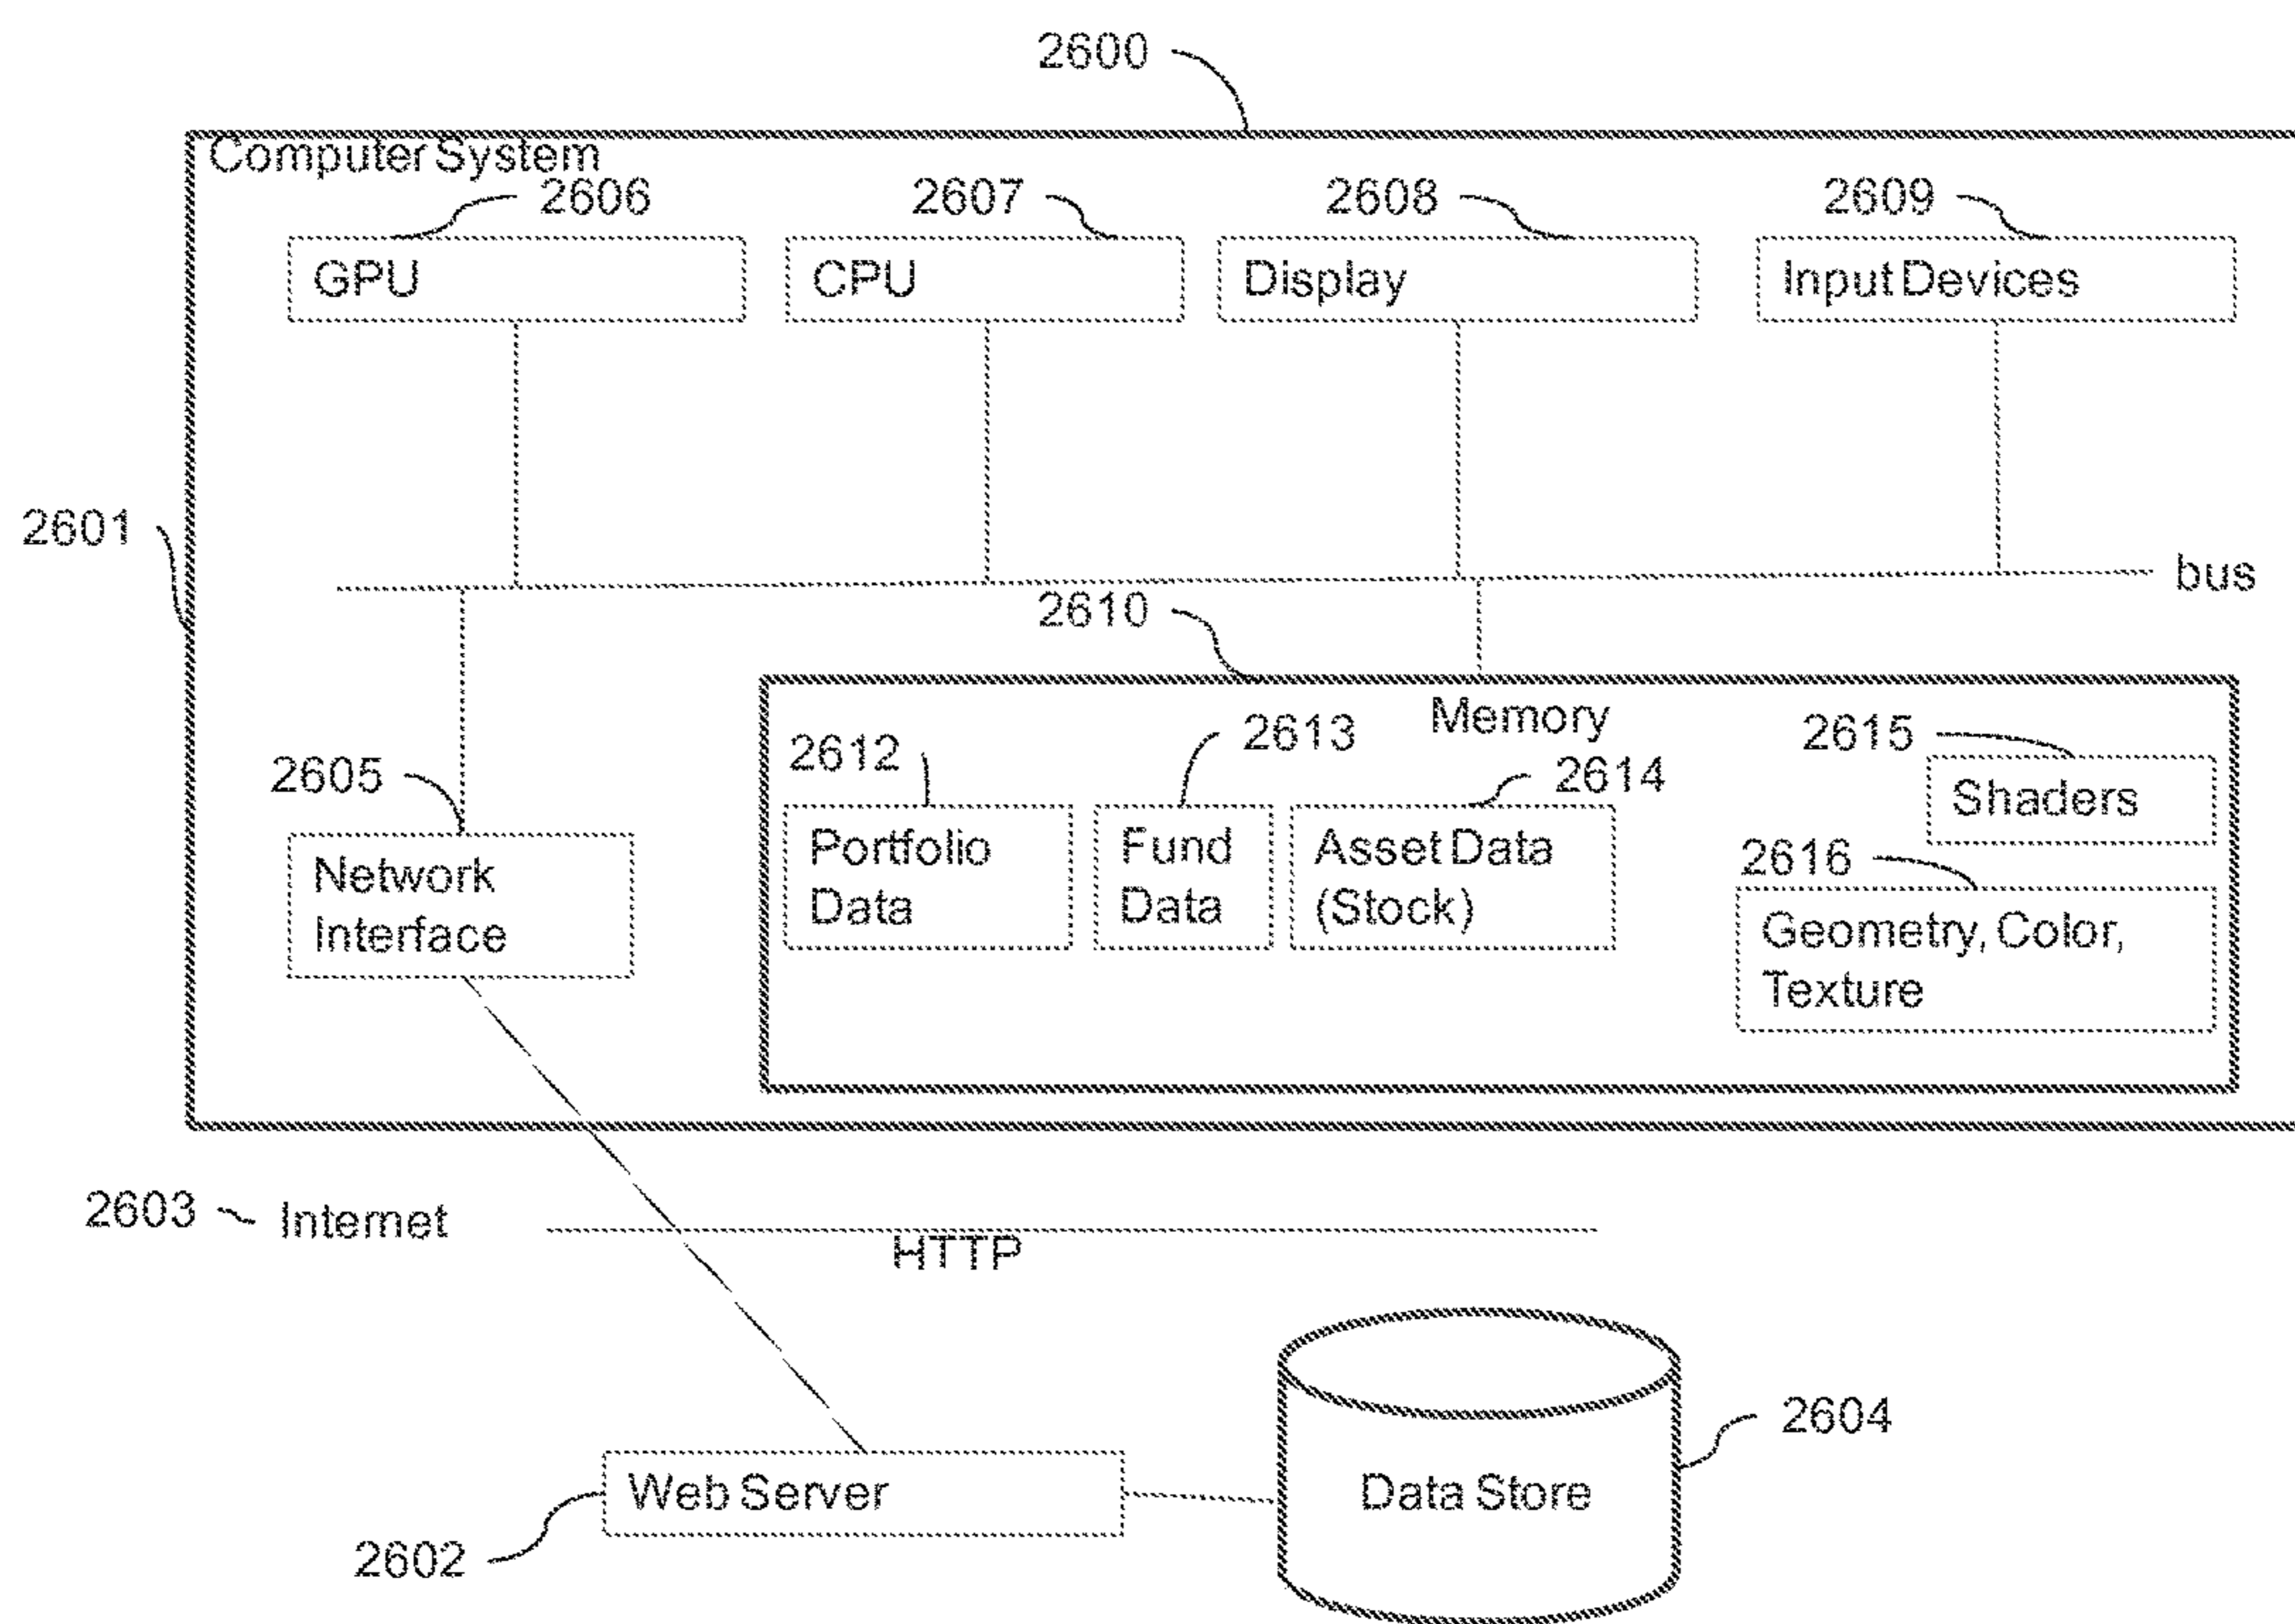 2600
Computer System
2606
2607
2608
2609
GPU
CPU
Display
Input Devices
2601
bus
2610
Memory
2605
2612
2613
2614
2615
Shaders
Network
Interface
Portfolio
Data
Fund
Data
Asset Data
(Stock)
2616
Geometry, Color,
Texture
2603
Internet
HTTP
2604
Web Server
Data Store
2602